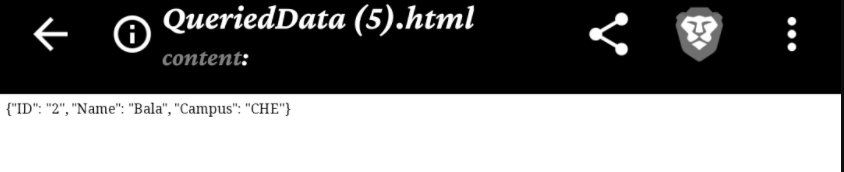 QueriedData (5).html
content:
{"ID": "2", "Name": "Bala", "Campus": "CHE"}